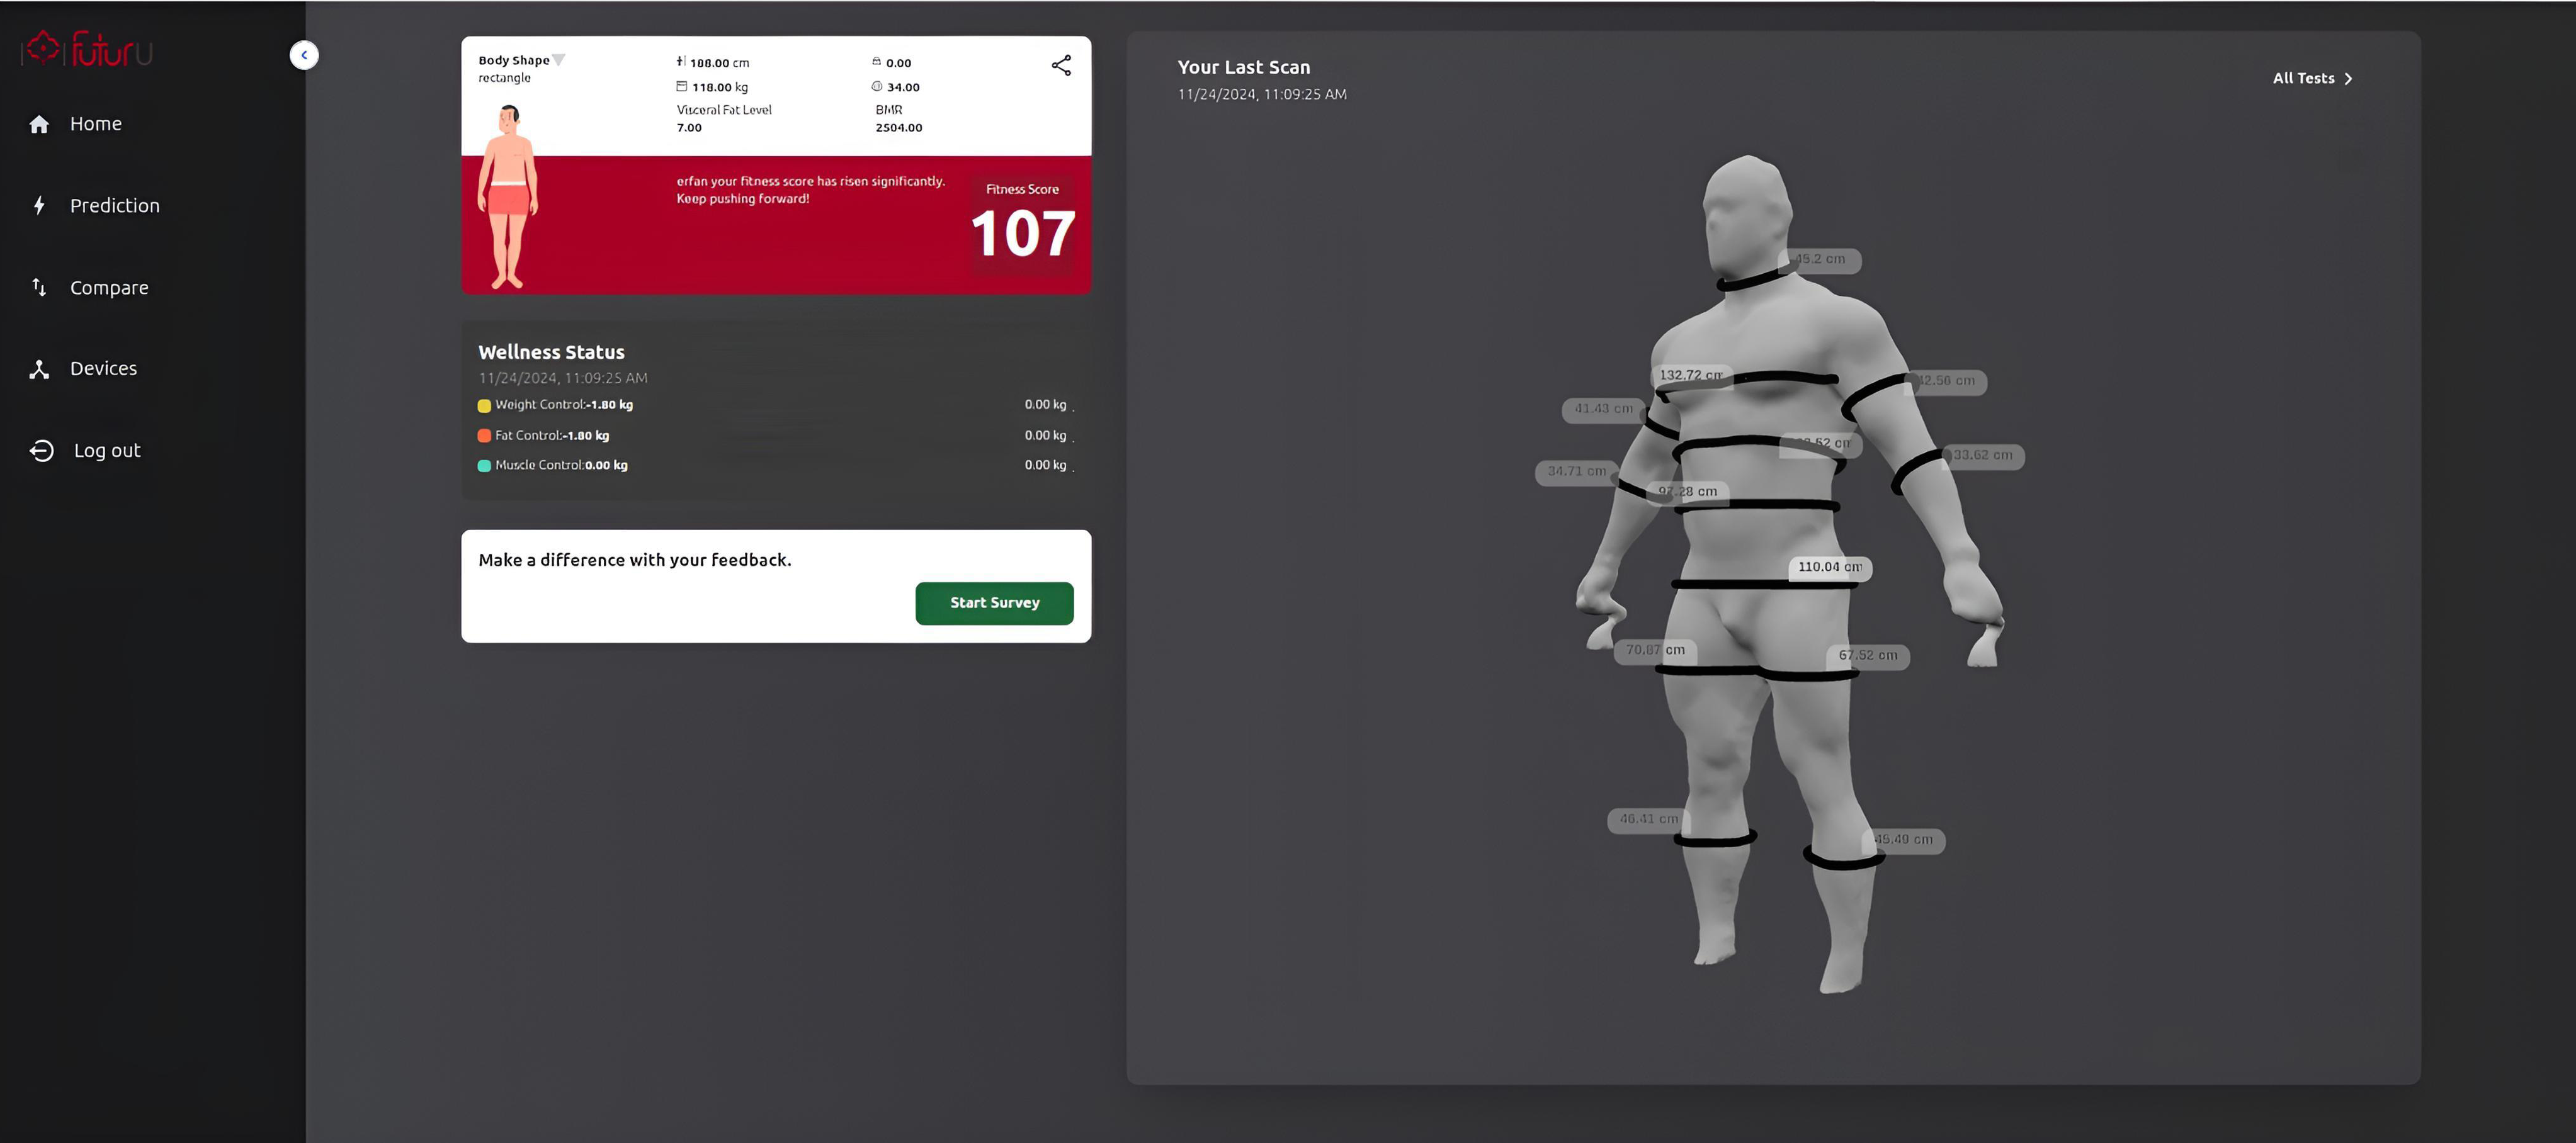 futuru
Home
Prediction
Compare
Devices
Log out
Body Shape
rectangle
188.00 cm
0.00
118.00 kg
34.00
Visceral Fat Level
BMR
7.00
2504.00
erfan your fitness score has risen significantly.
Keep pushing forward!
Fitness Score
107
Wellness Status
11/24/2024, 11:09:25 AM
Weight Control:-1.80 kg
0.00 kg
Fat Control:-1.80 kg
0.00 kg
Muscle Control:0.00 kg
0.00 kg
Make a difference with your feedback.
Start Survey
Your Last Scan
11/24/2024, 11:09:25 AM
All Tests
45.2 cm
132.72 cm
41.43 cm
34.71 cm
33.62 cm
97.28 cm
110.04 cm
70.87 cm
67.52 cm
46.41 cm
45.49 cm